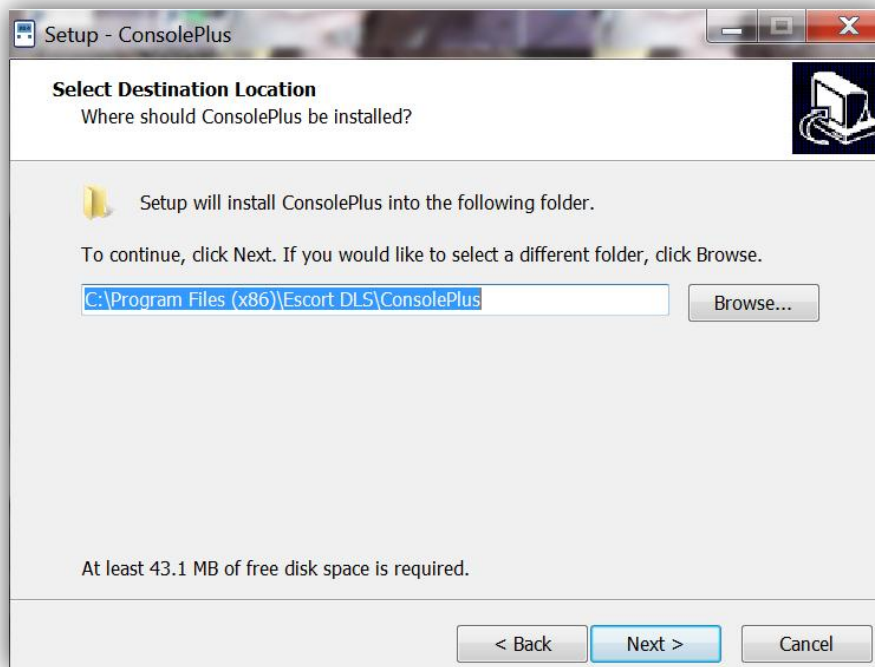 Setup - ConsolePlus
Select Destination Location
Where should ConsolePlus be installed?
Setup will install ConsolePlus into the following folder.
To continue, click Next. If you would like to select a different folder, click Browse.
C:\Program Files (x86)\Escort DLS\ConsolePlus
Browse...
At least 43.1 MB of free disk space is required.
< Back
Next >
Cancel